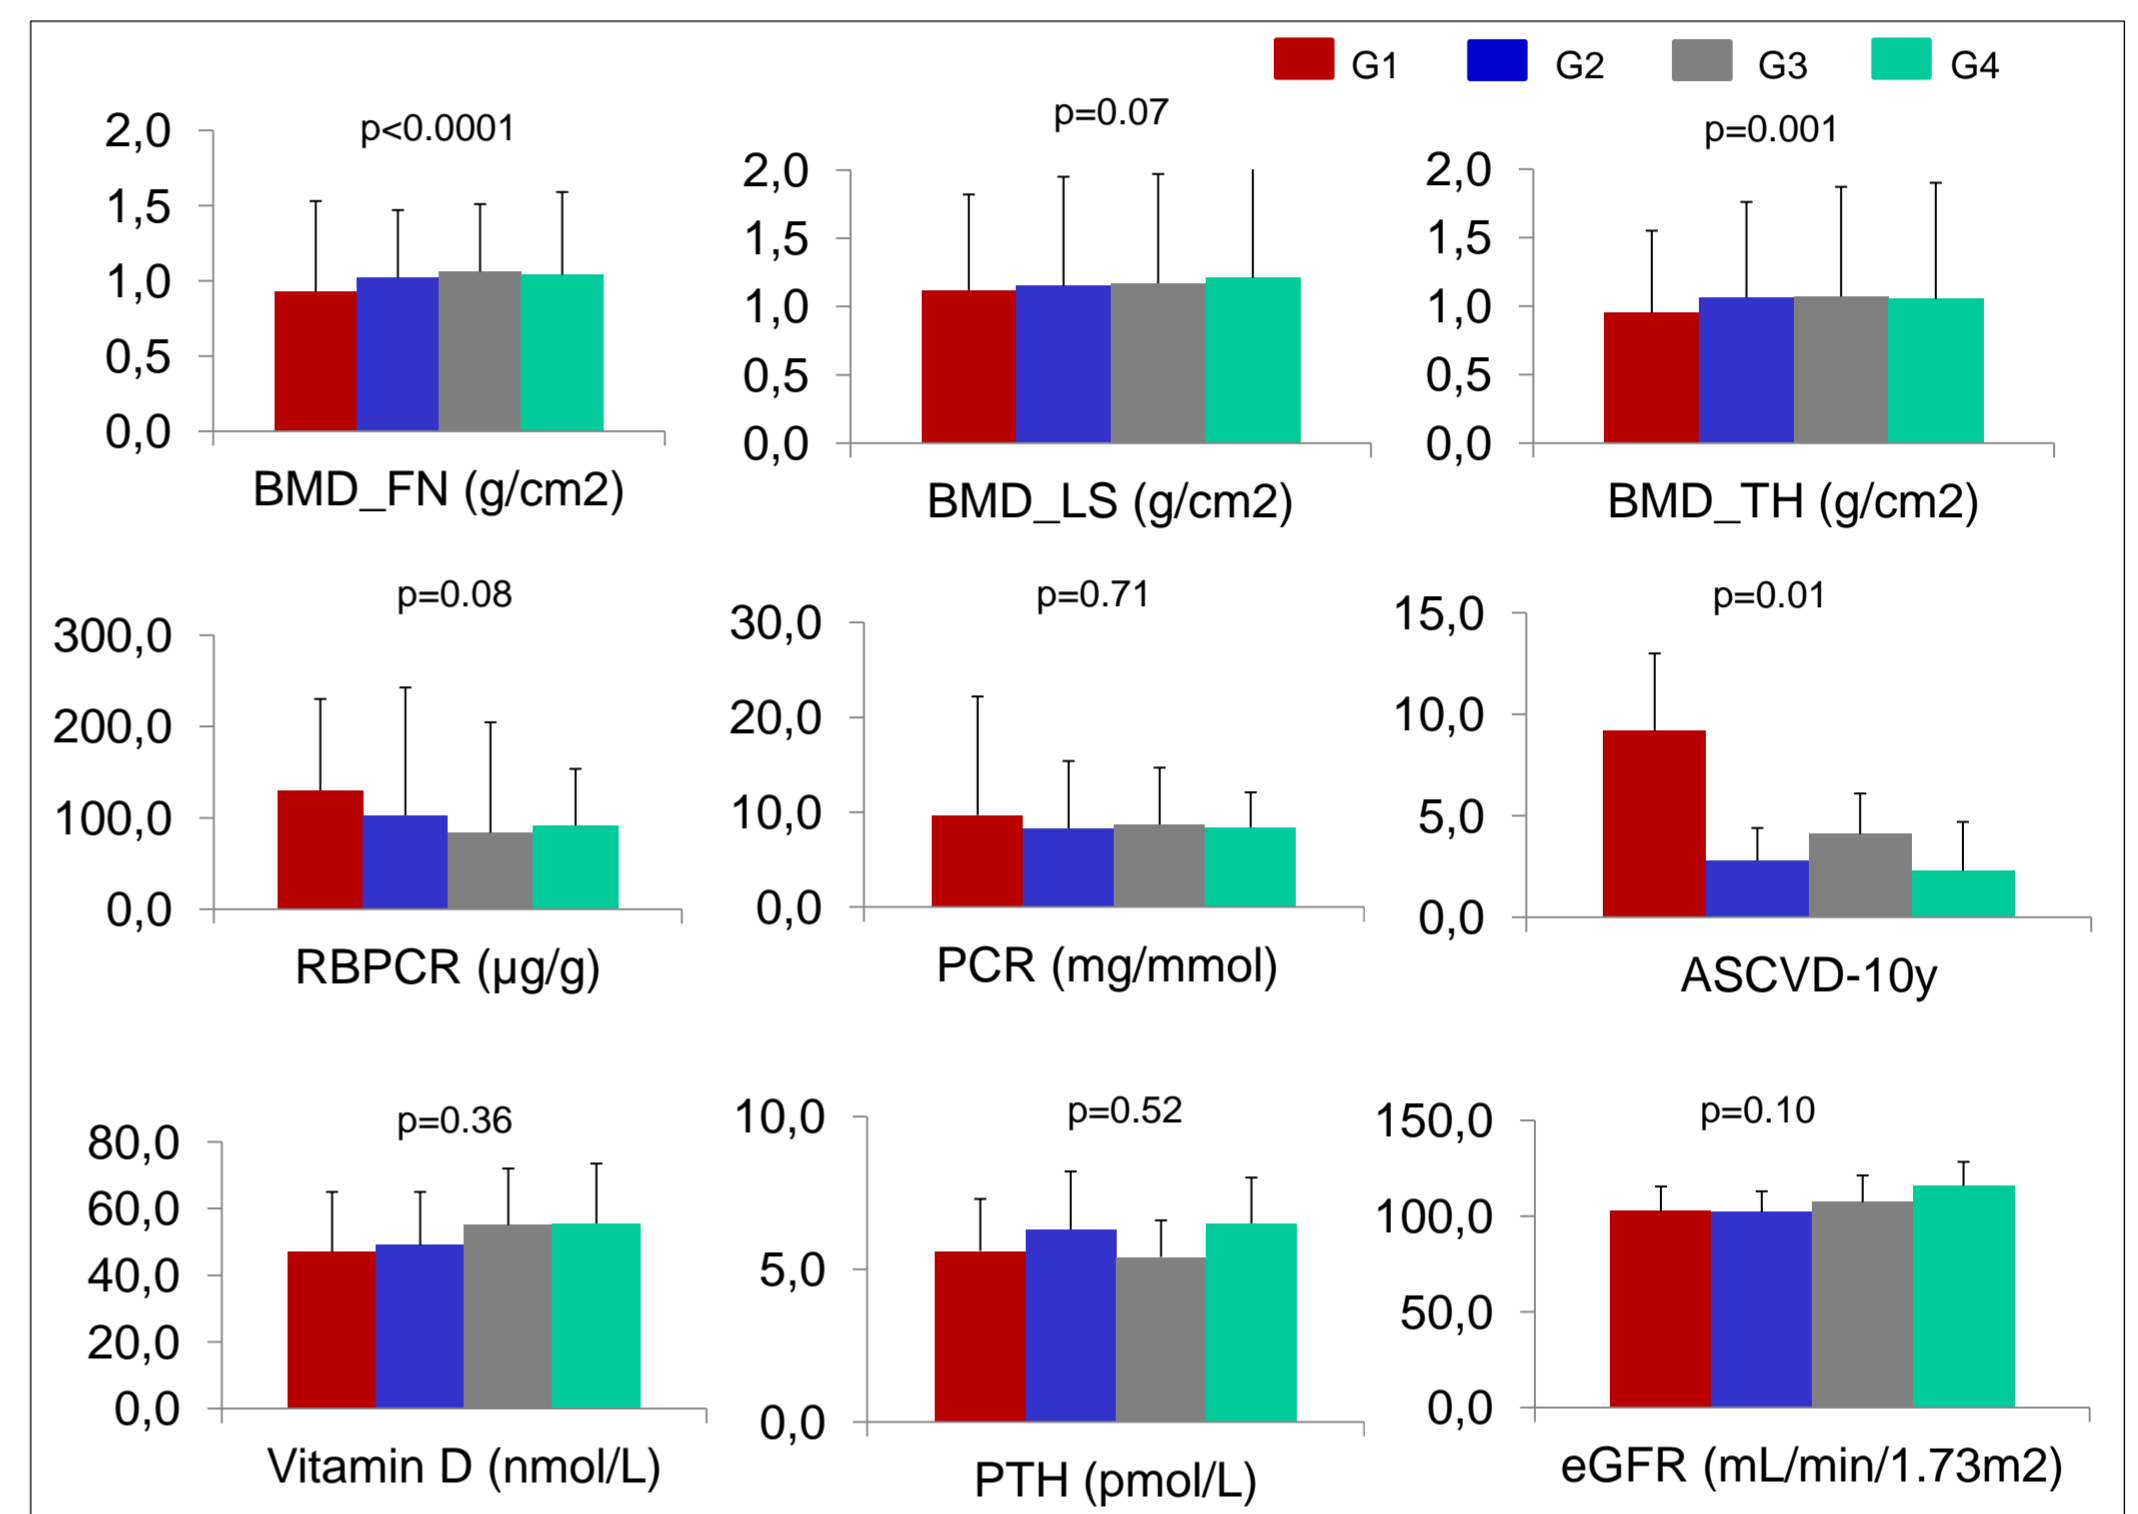 G1 G2 G3 G4
p<0.0001
2,0
1,5
1,0
0,5
0,0
BMD_FN (g/cm2)
p=0.07
2,0
1,5
1,0
0,5
0,0
BMD_LS (g/cm2)
p=0.001
2,0
1,5
1,0
0,5
0,0
BMD_TH (g/cm2)
p=0.08
300,0
200,0
100,0
0,0
RBPCR (µg/g)
p=0.71
30,0
20,0
10,0
0,0
PCR (mg/mmol)
p=0.01
15,0
10,0
5,0
0,0
ASCVD-10y
p=0.36
80,0
60,0
40,0
20,0
0,0
Vitamin D (nmol/L)
p=0.52
10,0
5,0
0,0
PTH (pmol/L)
p=0.10
150,0
100,0
50,0
0,0
eGFR (mL/min/1.73m2)